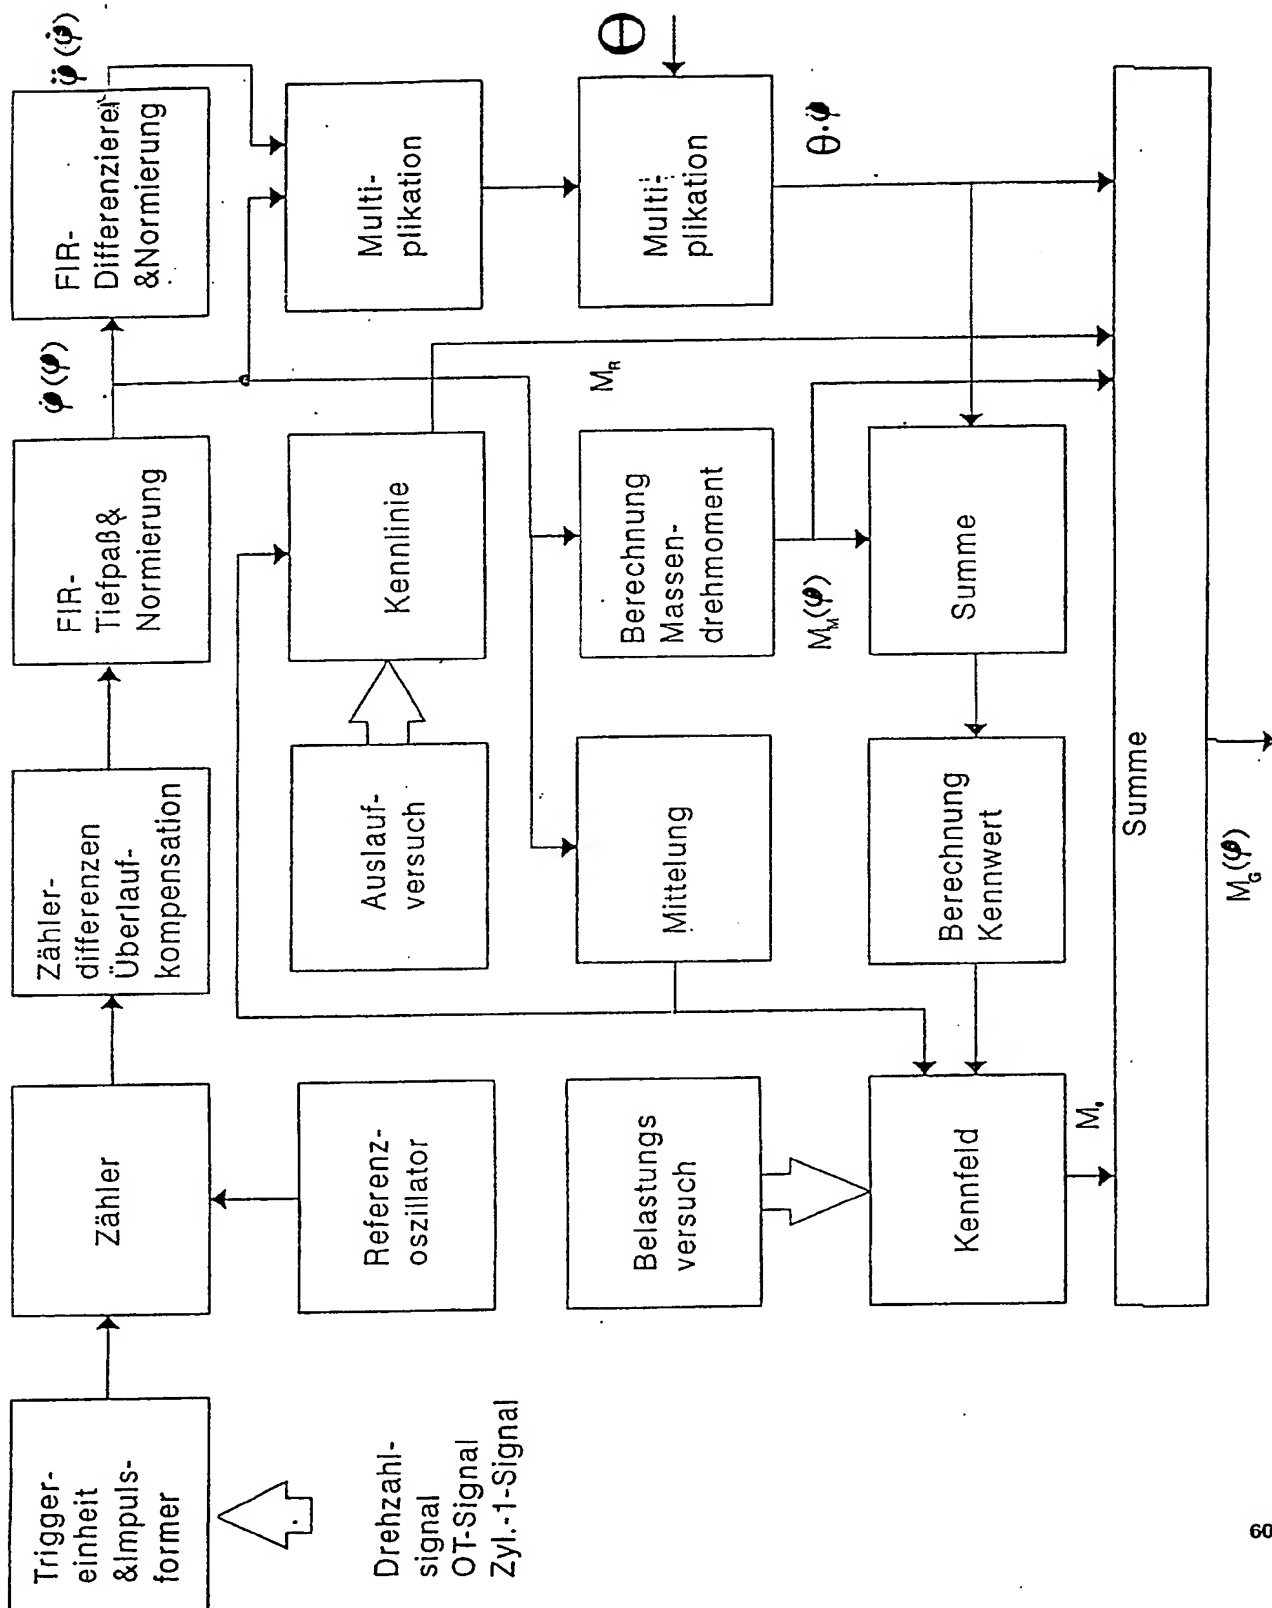 Trigger-
einheit
&Impuls-
former
Zähler
Zähler-
differenzen
Überlauf-
kompensation
FIR-
Tiefpaß&
Normierung
φ̇(φ)
FIR-
Differenzierer
&Normierung
φ̈(φ̇)
Drehzahl-
signal
OT-Signal
Zyl.-1-Signal
Referenz-
oszillator
Auslauf-
versuch
Kennlinie
Multi-
plikation
M_R
Belastungs
versuch
Mittelung
Berechnung
Massen-
drehmoment
Multi-
plikation
Θ
M_M(φ)
Θ·φ̈
Kennfeld
Berechnung
Kennwert
Summe
Summe
M_G(φ)
60